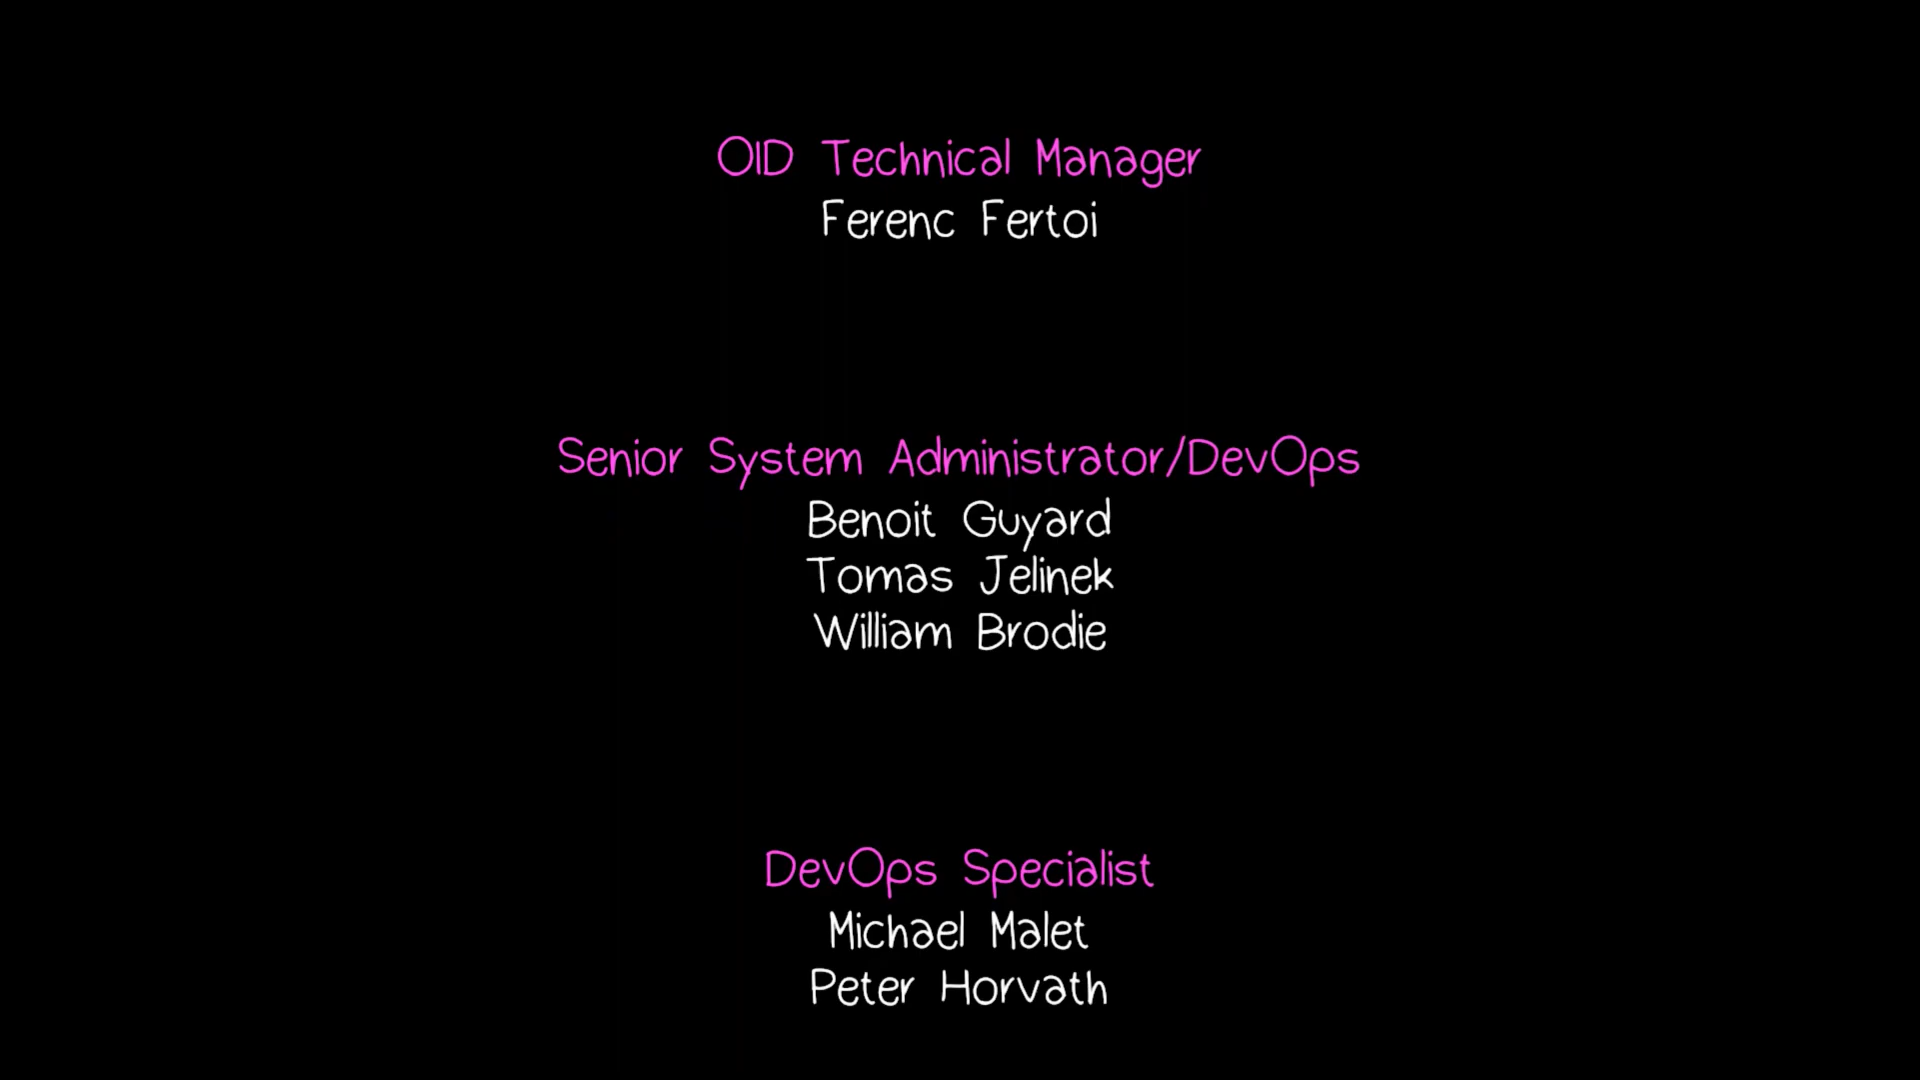 OID Technical Manager
Ferenc Fertoi
Senior System Administrator/DevOps
Benoit Guyard
Tomas Jelinek
William Brodie
DevOps Specialist
Michael Malet
Peter Horvath